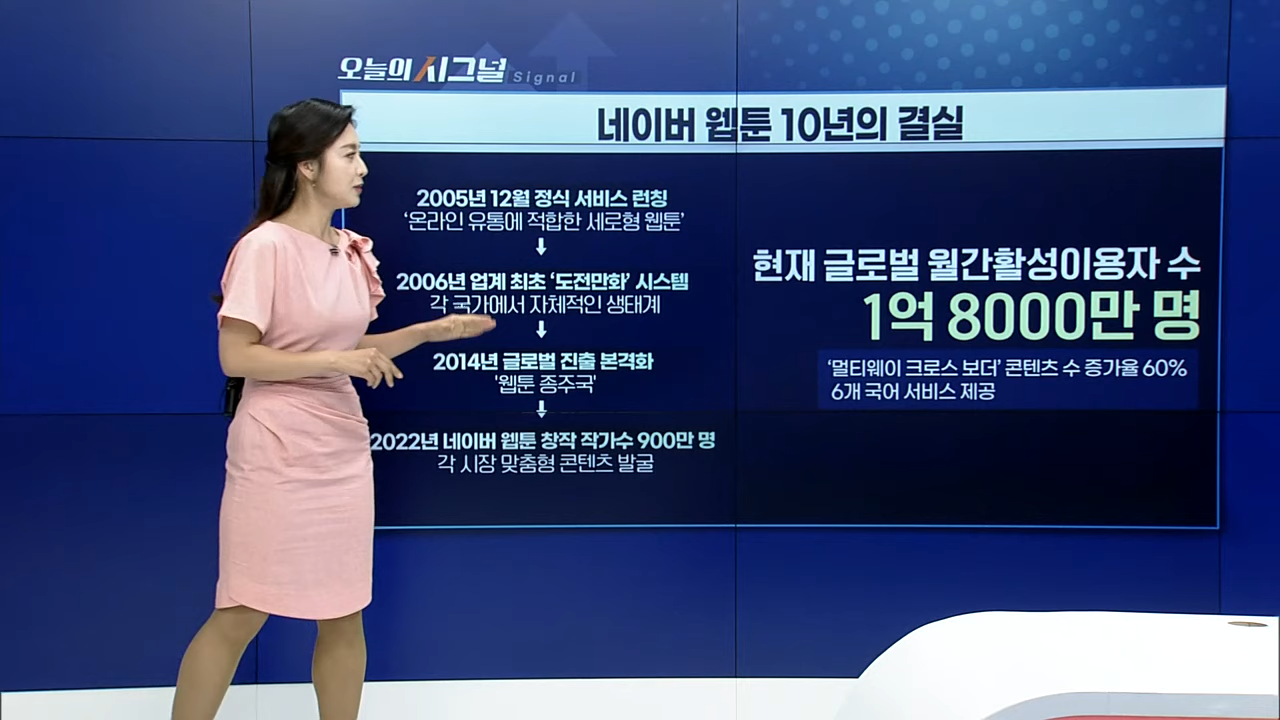 오늘의 시그널 Signal
네이버 웹툰 10년의 결실
2005년 12월 정식 서비스 런칭
‘온라인 유통에 적합한 세로형 웹툰’
2006년 업계 최초 ‘도전만화’ 시스템
각 국가에서 자체적인 생태계
2014년 글로벌 진출 본격화
'웹툰 종주국'
2022년 네이버 웹툰 창작 작가수 900만 명
각 시장 맞춤형 콘텐츠 발굴
현재 글로벌 월간활성이용자 수
1억 8000만 명
‘멀티웨이 크로스 보더’ 콘텐츠 수 증가율 60%
6개 국어 서비스 제공